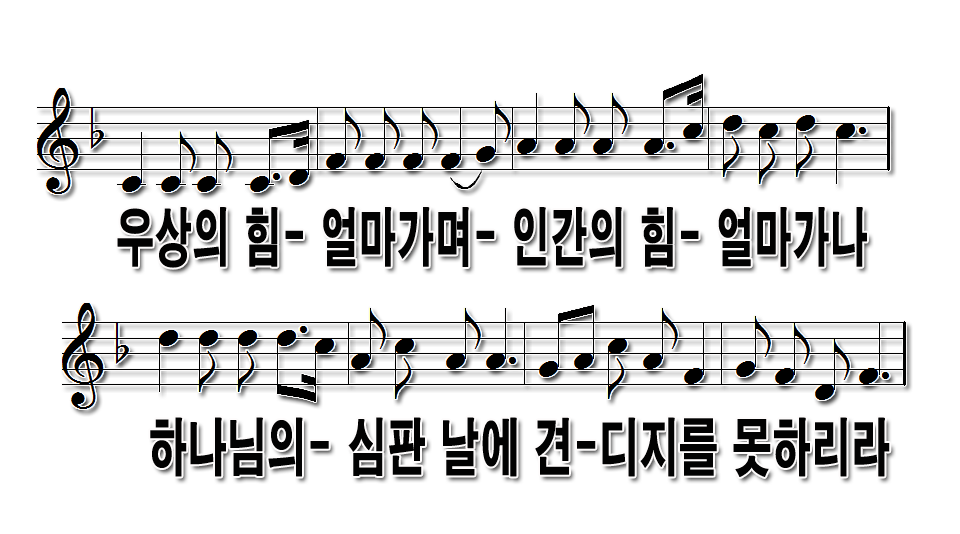 우상의 힘- 얼마가며- 인간의 힘- 얼마가나
하나님의- 심판 날에 견-디지를 못하리라